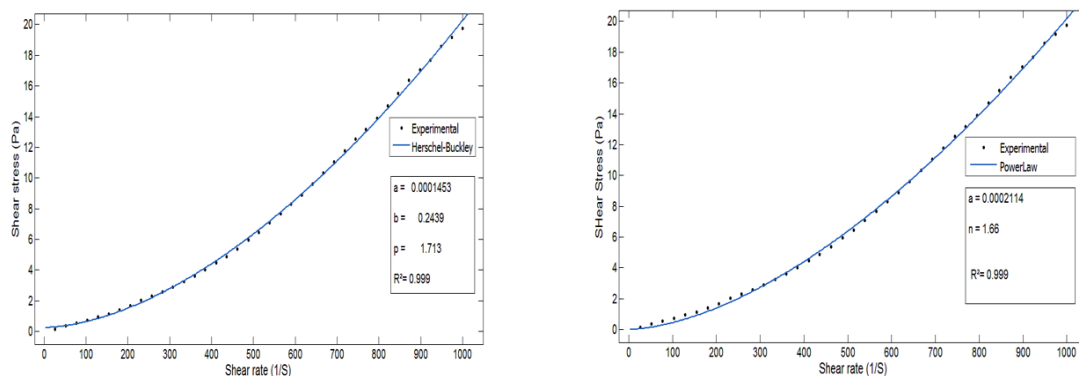 20
18
16
14
12
10
8
6
4
2
0
Shear stress (Pa)
0 100 200 300 400 500 600 700 800 900 1000
Shear rate (1/S)
Experimental
Herschel-Buckley
a = 0.0001453
b = 0.2439
p = 1.713
R²= 0.999
20
18
16
14
12
10
8
6
4
2
0
SHear Stress (Pa)
0 100 200 300 400 500 600 700 800 900 1000
Shear rate (1/S)
Experimental
PowerLaw
a = 0.0002114
n = 1.66
R²= 0.999